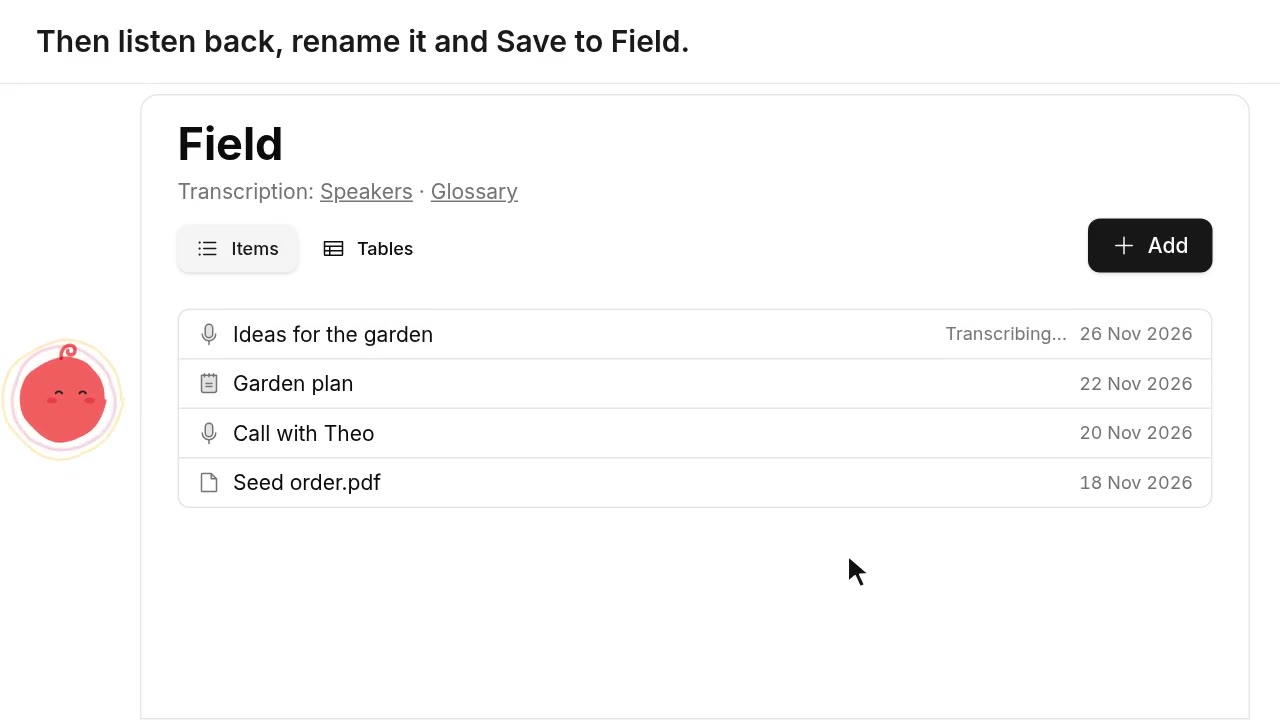 Then listen back, rename it and Save to Field.
Field
Transcription: Speakers · Glossary
Items
Tables
Add
Ideas for the garden
Transcribing... 26 Nov 2026
Garden plan
22 Nov 2026
Call with Theo
20 Nov 2026
Seed order.pdf
18 Nov 2026